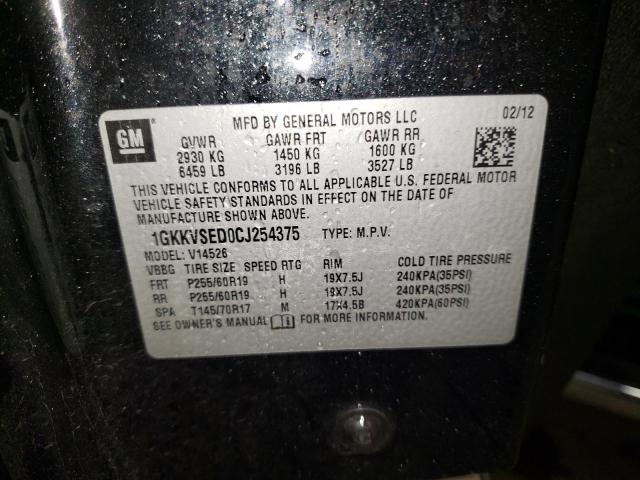 GM
MFD BY GENERAL MOTORS LLC 02/12
GVWR GAWR FRT GAWR RR
2930 KG 1450 KG 1600 KG
6459 LB 3196 LB 3527 LB
THIS VEHICLE CONFORMS TO ALL APPLICABLE U.S. FEDERAL MOTOR
VEHICLE SAFETY STANDARDS IN EFFECT ON THE DATE OF
MANUFACTURE SHOWN ABOVE.
1GKKVSED0CJ254375 TYPE: M.P.V.
MODEL: V14526
VBBG TIRE SIZE SPEED RTG RIM COLD TIRE PRESSURE
FRT P255/60R19 H 19X7.5J 240KPA(35PSI)
RR P255/60R19 H 19X7.5J 240KPA(35PSI)
SPA T145/70R17 M 17X4.5B 420KPA(60PSI)
SEE OWNER'S MANUAL FOR MORE INFORMATION.